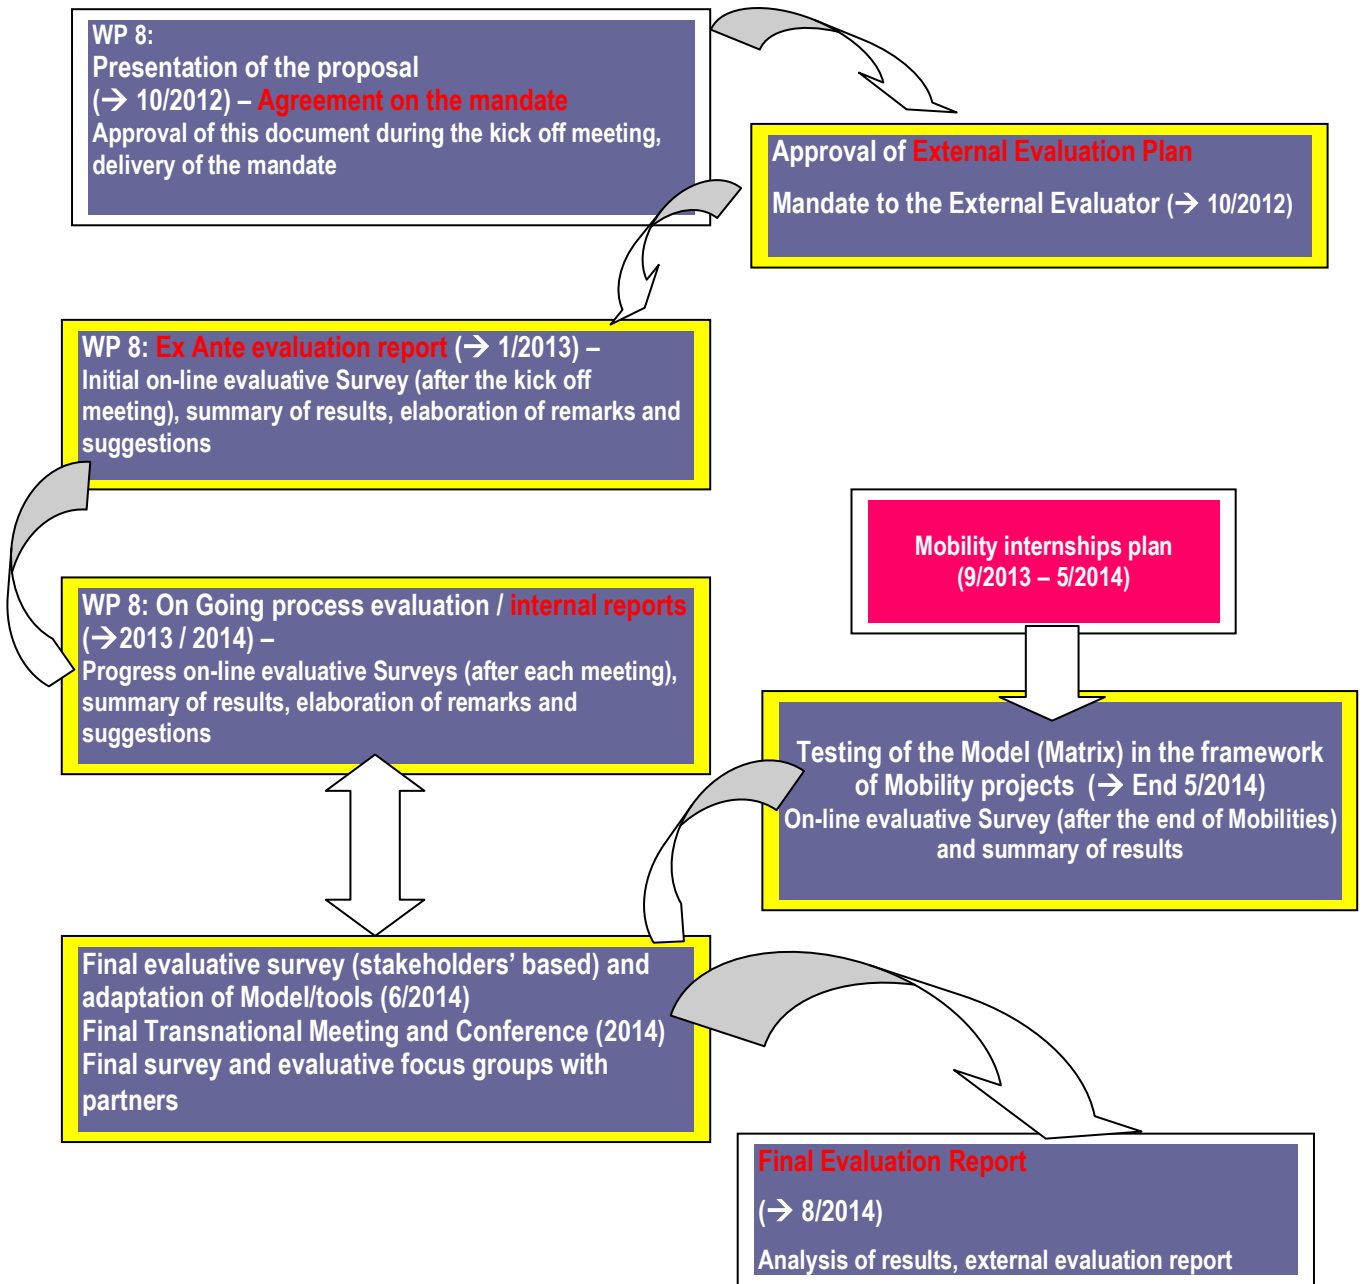 WP 8:
Presentation of the proposal
(→ 10/2012) – Agreement on the mandate
Approval of this document during the kick off meeting,
delivery of the mandate
Approval of External Evaluation Plan
Mandate to the External Evaluator (→ 10/2012)
WP 8: Ex Ante evaluation report (→ 1/2013) –
Initial on-line evaluative Survey (after the kick off
meeting), summary of results, elaboration of remarks and
suggestions
Mobility internships plan
(9/2013 – 5/2014)
WP 8: On Going process evaluation / internal reports
(→2013 / 2014) –
Progress on-line evaluative Surveys (after each meeting),
summary of results, elaboration of remarks and
suggestions
Testing of the Model (Matrix) in the framework
of Mobility projects (→ End 5/2014)
On-line evaluative Survey (after the end of Mobilities)
and summary of results
Final evaluative survey (stakeholders’ based) and
adaptation of Model/tools (6/2014)
Final Transnational Meeting and Conference (2014)
Final survey and evaluative focus groups with
partners
Final Evaluation Report
(→ 8/2014)
Analysis of results, external evaluation report